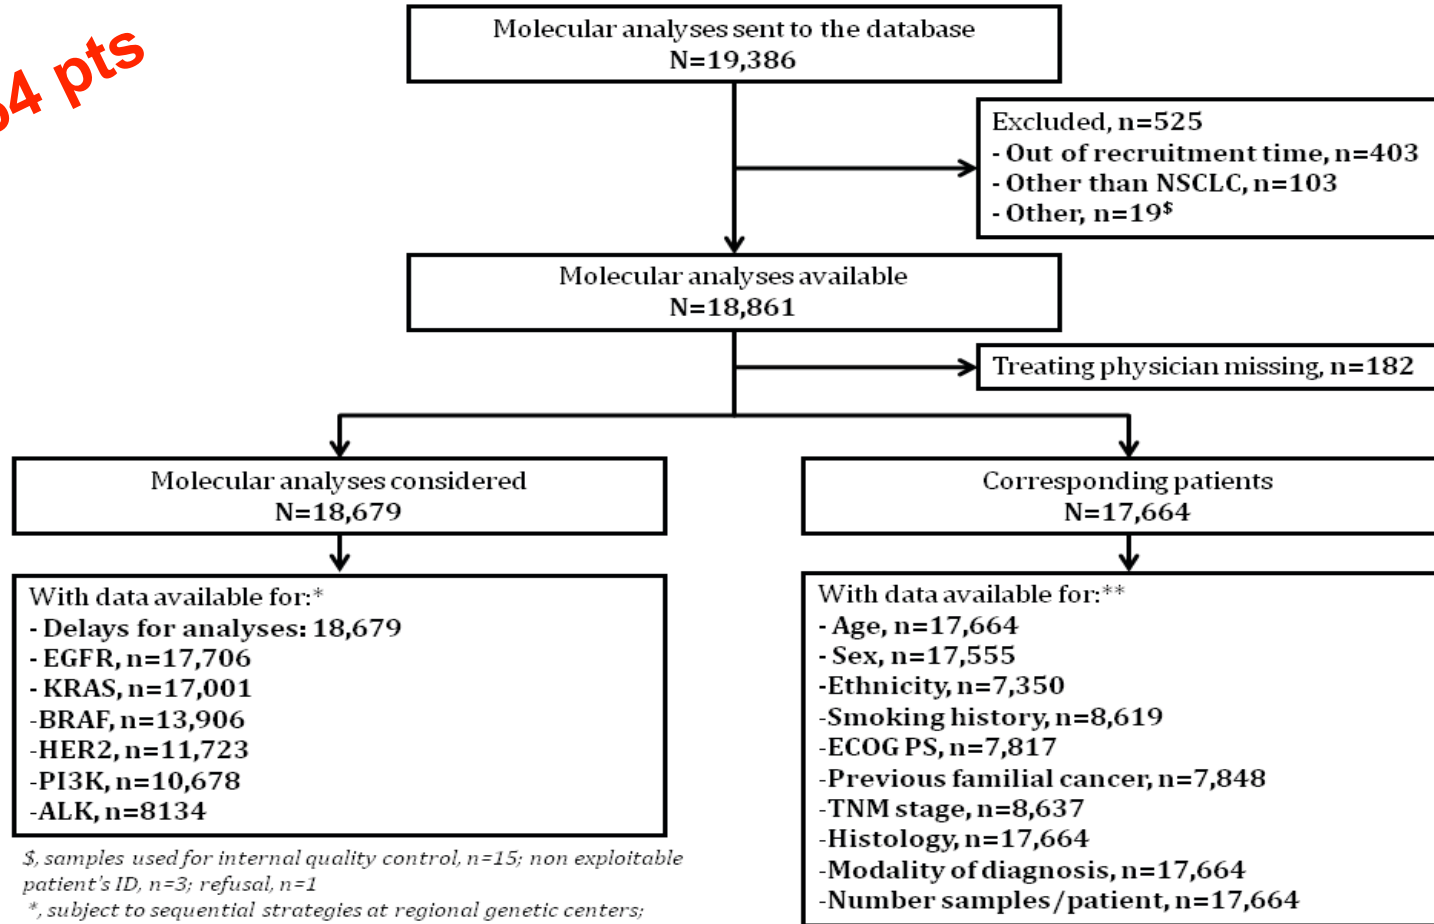 4 pts
Molecular analyses sent to the database
N=19,386
Excluded, n=525
- Out of recruitment time, n=403
- Other than NSCLC, n=103
- Other, n=19$
Molecular analyses available
N=18,861
Treating physician missing, n=182
Molecular analyses considered
N=18,679
Corresponding patients
N=17,664
With data available for:*
- Delays for analyses: 18,679
- EGFR, n=17,706
- KRAS, n=17,001
-BRAF, n=13,906
-HER2, n=11,723
-PI3K, n=10,678
-ALK, n=8134
With data available for:**
- Age, n=17,664
- Sex, n=17,555
-Ethnicity, n=7,350
-Smoking history, n=8,619
-ECOG PS, n=7,817
-Previous familial cancer, n=7,848
-TNM stage, n=8,637
-Histology, n=17,664
-Modality of diagnosis, n=17,664
-Number samples/patient, n=17,664
$, samples used for internal quality control, n=15; non exploitable
patient's ID, n=3; refusal, n=1
*, subject to sequential strategies at regional genetic centers;